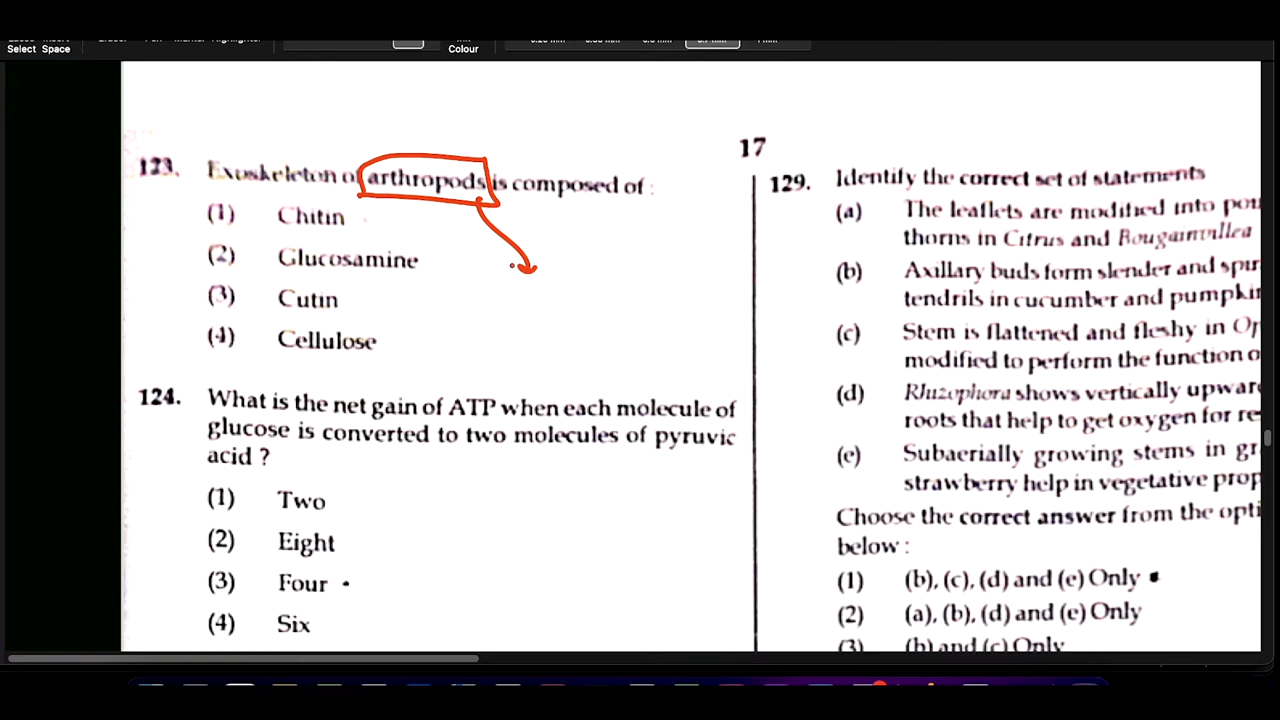 Select Space
Colour
17
123. Exoskeleton of arthropods is composed of :
(1) Chitin
(2) Glucosamine
(3) Cutin
(4) Cellulose
124. What is the net gain of ATP when each molecule of
glucose is converted to two molecules of pyruvic
acid ?
(1) Two
(2) Eight
(3) Four
(4) Six
129. Identify the correct set of statements
(a) The leaflets are modified into
thorns in Citrus and Bougainvillea
(b) Axillary buds form slender and
tendrils in cucumber and
(c) Stem is flattened and fleshy in
modified to perform the function
(d) Rhizophora shows vertically
roots that help to get oxygen for
(e) Subaerially growing stems in
strawberry help in vegetative
Choose the correct answer from the
below :
(1) (b), (c), (d) and (e) Only
(2) (a), (b), (d) and (e) Only
(3) (b) and (c) Only